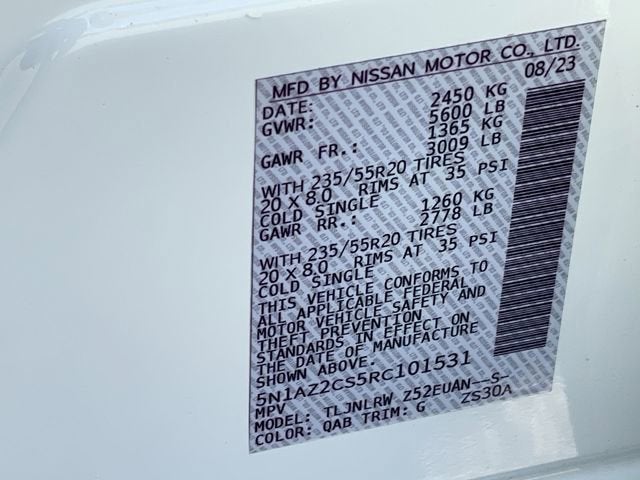 MFD BY NISSAN MOTOR CO., LTD.
DATE: 08/23
GVWR: 2450 KG
5600 LB
GAWR FR.: 1365 KG
3009 LB
WITH 235/55R20 TIRES
20 X 8.0 RIMS AT 35 PSI
COLD SINGLE
GAWR RR.: 1260 KG
2778 LB
WITH 235/55R20 TIRES
20 X 8.0 RIMS AT 35 PSI
COLD SINGLE
THIS VEHICLE CONFORMS TO
ALL APPLICABLE FEDERAL
MOTOR VEHICLE SAFETY AND
THEFT PREVENTION
STANDARDS IN EFFECT ON
THE DATE OF MANUFACTURE
SHOWN ABOVE.
5N1AZ2CS5RC101531
MPV
MODEL: TLJNLRW Z52EUAN--S-
COLOR: QAB TRIM: G ZS30A